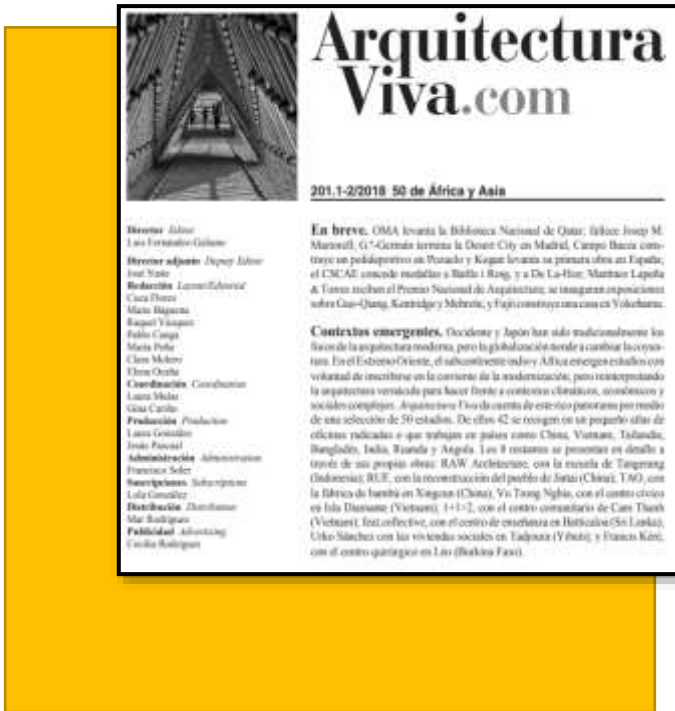 Arquitectura
Viva.com
201.1-2/2018 50 de África y Asia
Director Editor
Luis Fernández-Galiano
Director adjunto Deputy Editor
José Yuste
Redacción Layout/Editorial
Cuca Flores
Maite Báguena
Raquel Vázquez
Pablo Canga
María Peña
Clara Molero
Elena
Coordinación Coordination
Laura Mulas
Gina Cariño
Producción Production
Laura González
Jesús Pascual
Administración Administration
Francisco Soler
Suscripciones Subscriptions
Lola González
Distribución Distribution
Mar Rodríguez
Publicidad Advertising
Cecilia Rodríguez
En breve. OMA levanta la Biblioteca Nacional de Qatar; fallece Josep M.
Martorell; G.ª-Germán termina la Desert City en Madrid, Campo Baeza cons-
truye un polideportivo en Pozuelo y Kogan levanta su primera obra en España;
el CSCAE concede medallas a Batlle i Roig, y a De La-Hoz; Martínez Lapeña
& Torres reciben el Premio Nacional de Arquitectura; se inauguran exposiciones
sobre Guo-Qiang, Kentridge y Mehretu; y Fujii construye una casa en Yokohama.
Contextos emergentes. Occidente y Japón han sido tradicionalmente los
focos de la arquitectura moderna, pero la globalización tiende a cambiar la coyun-
tura. En el Extremo Oriente, el subcontinente indio y África emergen estudios con
voluntad de inscribirse en la corriente de la modernización, pero reinterpretando
la arquitectura vernácula para hacer frente a contextos climáticos, económicos y
sociales complejos. Arquitectura Viva da cuenta de este rico panorama por medio
de una selección de 50 estudios. De ellos 42 se recogen en un pequeño atlas de
oficinas radicadas o que trabajan en países como China, Vietnam, Tailandia,
Bangladés, India, Ruanda y Angola. Los 8 restantes se presentan en detalle a
través de sus propias obras: RAW Architecture, con la escuela de Tangerang
(Indonesia); RUF, con la reconstrucción del pueblo de Jintai (China); TAO, con
la fábrica de bambú en Xingcun (China); Vo Trong Nghia, con el centro cívico
en Isla Diamante (Vietnam); 1+1>2, con el centro comunitario de Cam Thanh
(Vietnam); feat.collective, con el centro de enseñanza en Batticaloa (Sri Lanka);
Urko Sánchez con las viviendas sociales en Tadjoura (Yibuti); y Francis Kéré,
con el centro quirúrgico en Léo (Burkina Faso).